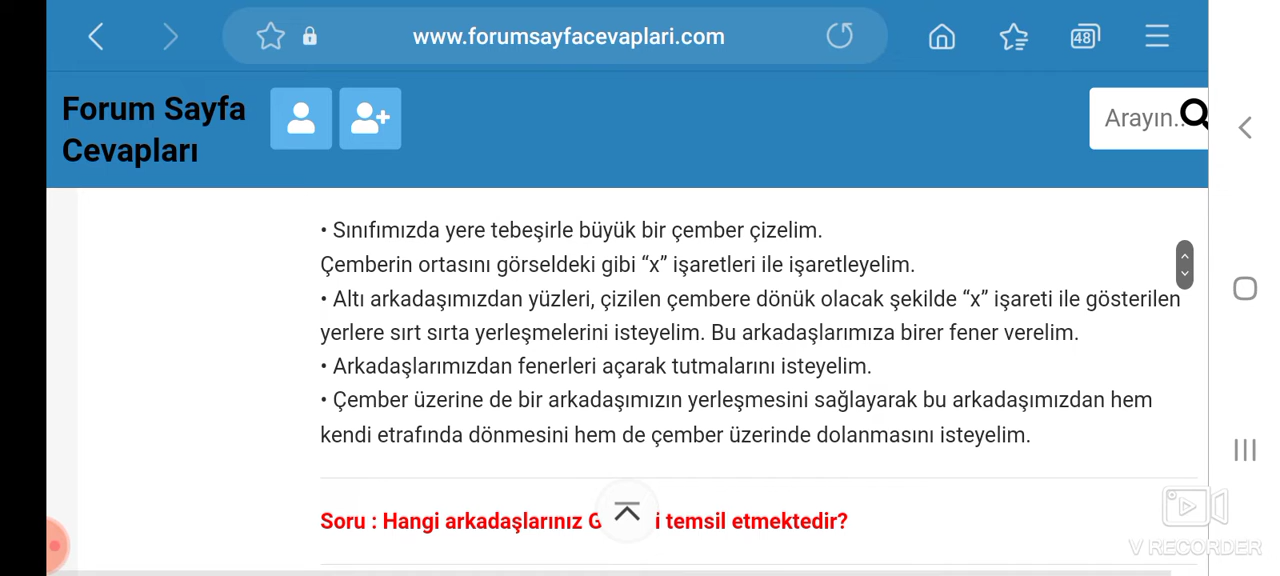 www.forumsayfacevaplari.com
48
Forum Sayfa
Cevapları
Arayın..
• Sınıfımızda yere tebeşirle büyük bir çember çizelim.
Çemberin ortasını görseldeki gibi “x” işaretleri ile işaretleyelim.
• Altı arkadaşımızdan yüzleri, çizilen çembere dönük olacak şekilde “x” işareti ile gösterilen
yerlere sırt sırta yerleşmelerini isteyelim. Bu arkadaşlarımıza birer fener verelim.
• Arkadaşlarımızdan fenerleri açarak tutmalarını isteyelim.
• Çember üzerine de bir arkadaşımızın yerleşmesini sağlayarak bu arkadaşımızdan hem
kendi etrafında dönmesini hem de çember üzerinde dolanmasını isteyelim.
Soru : Hangi arkadaşlarınız temsil etmektedir?
V RECORDER